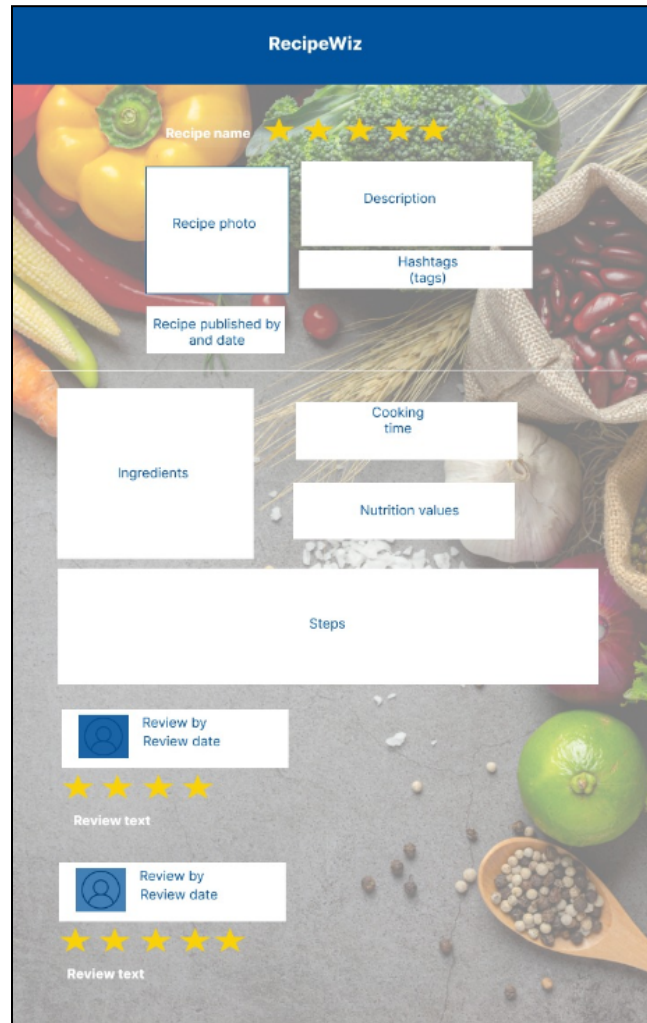 RecipeWiz
Recipe name
Recipe photo
Description
Hashtags
(tags)
Recipe published by
and date
Ingredients
Cooking
time
Nutrition values
Steps
Review by
Review date
Review text
Review by
Review date
Review text